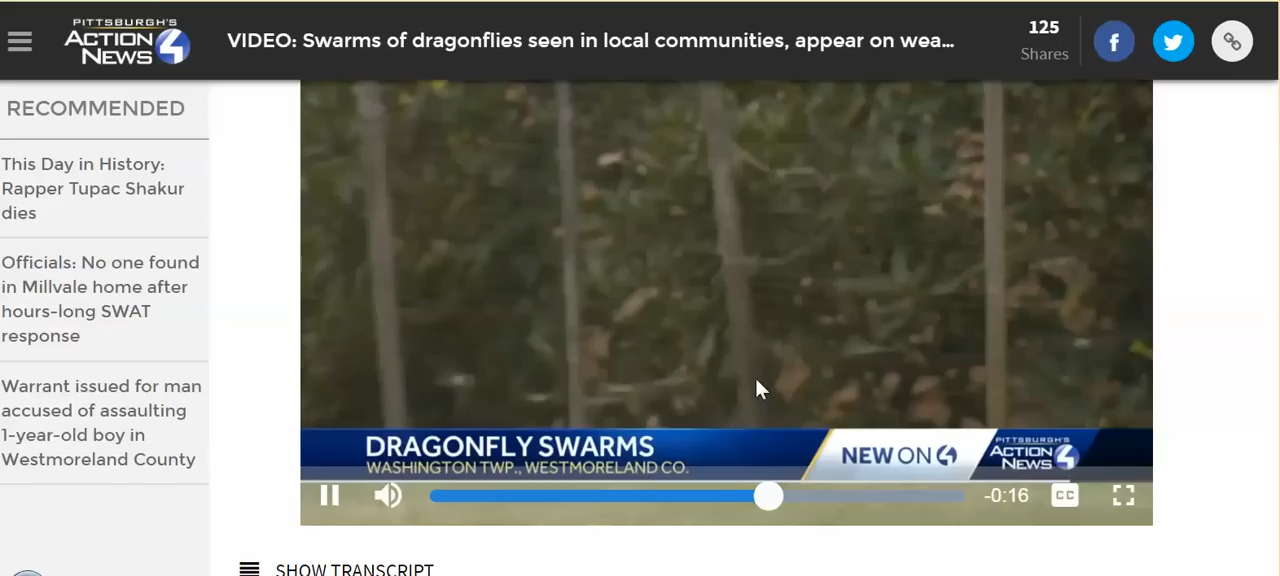 PITTSBURGH'S
ACTION
NEWS 4
VIDEO: Swarms of dragonflies seen in local communities, appear on wea...
125
Shares
RECOMMENDED
This Day in History:
Rapper Tupac Shakur
dies
Officials: No one found
in Millvale home after
hours-long SWAT
response
Warrant issued for man
accused of assaulting
1-year-old boy in
Westmoreland County
DRAGONFLY SWARMS
WASHINGTON TWP., WESTMORELAND CO.
NEW ON 4
PITTSBURGH'S
ACTION
NEWS 4
-0:16
CC
SHOW TRANSCRIPT